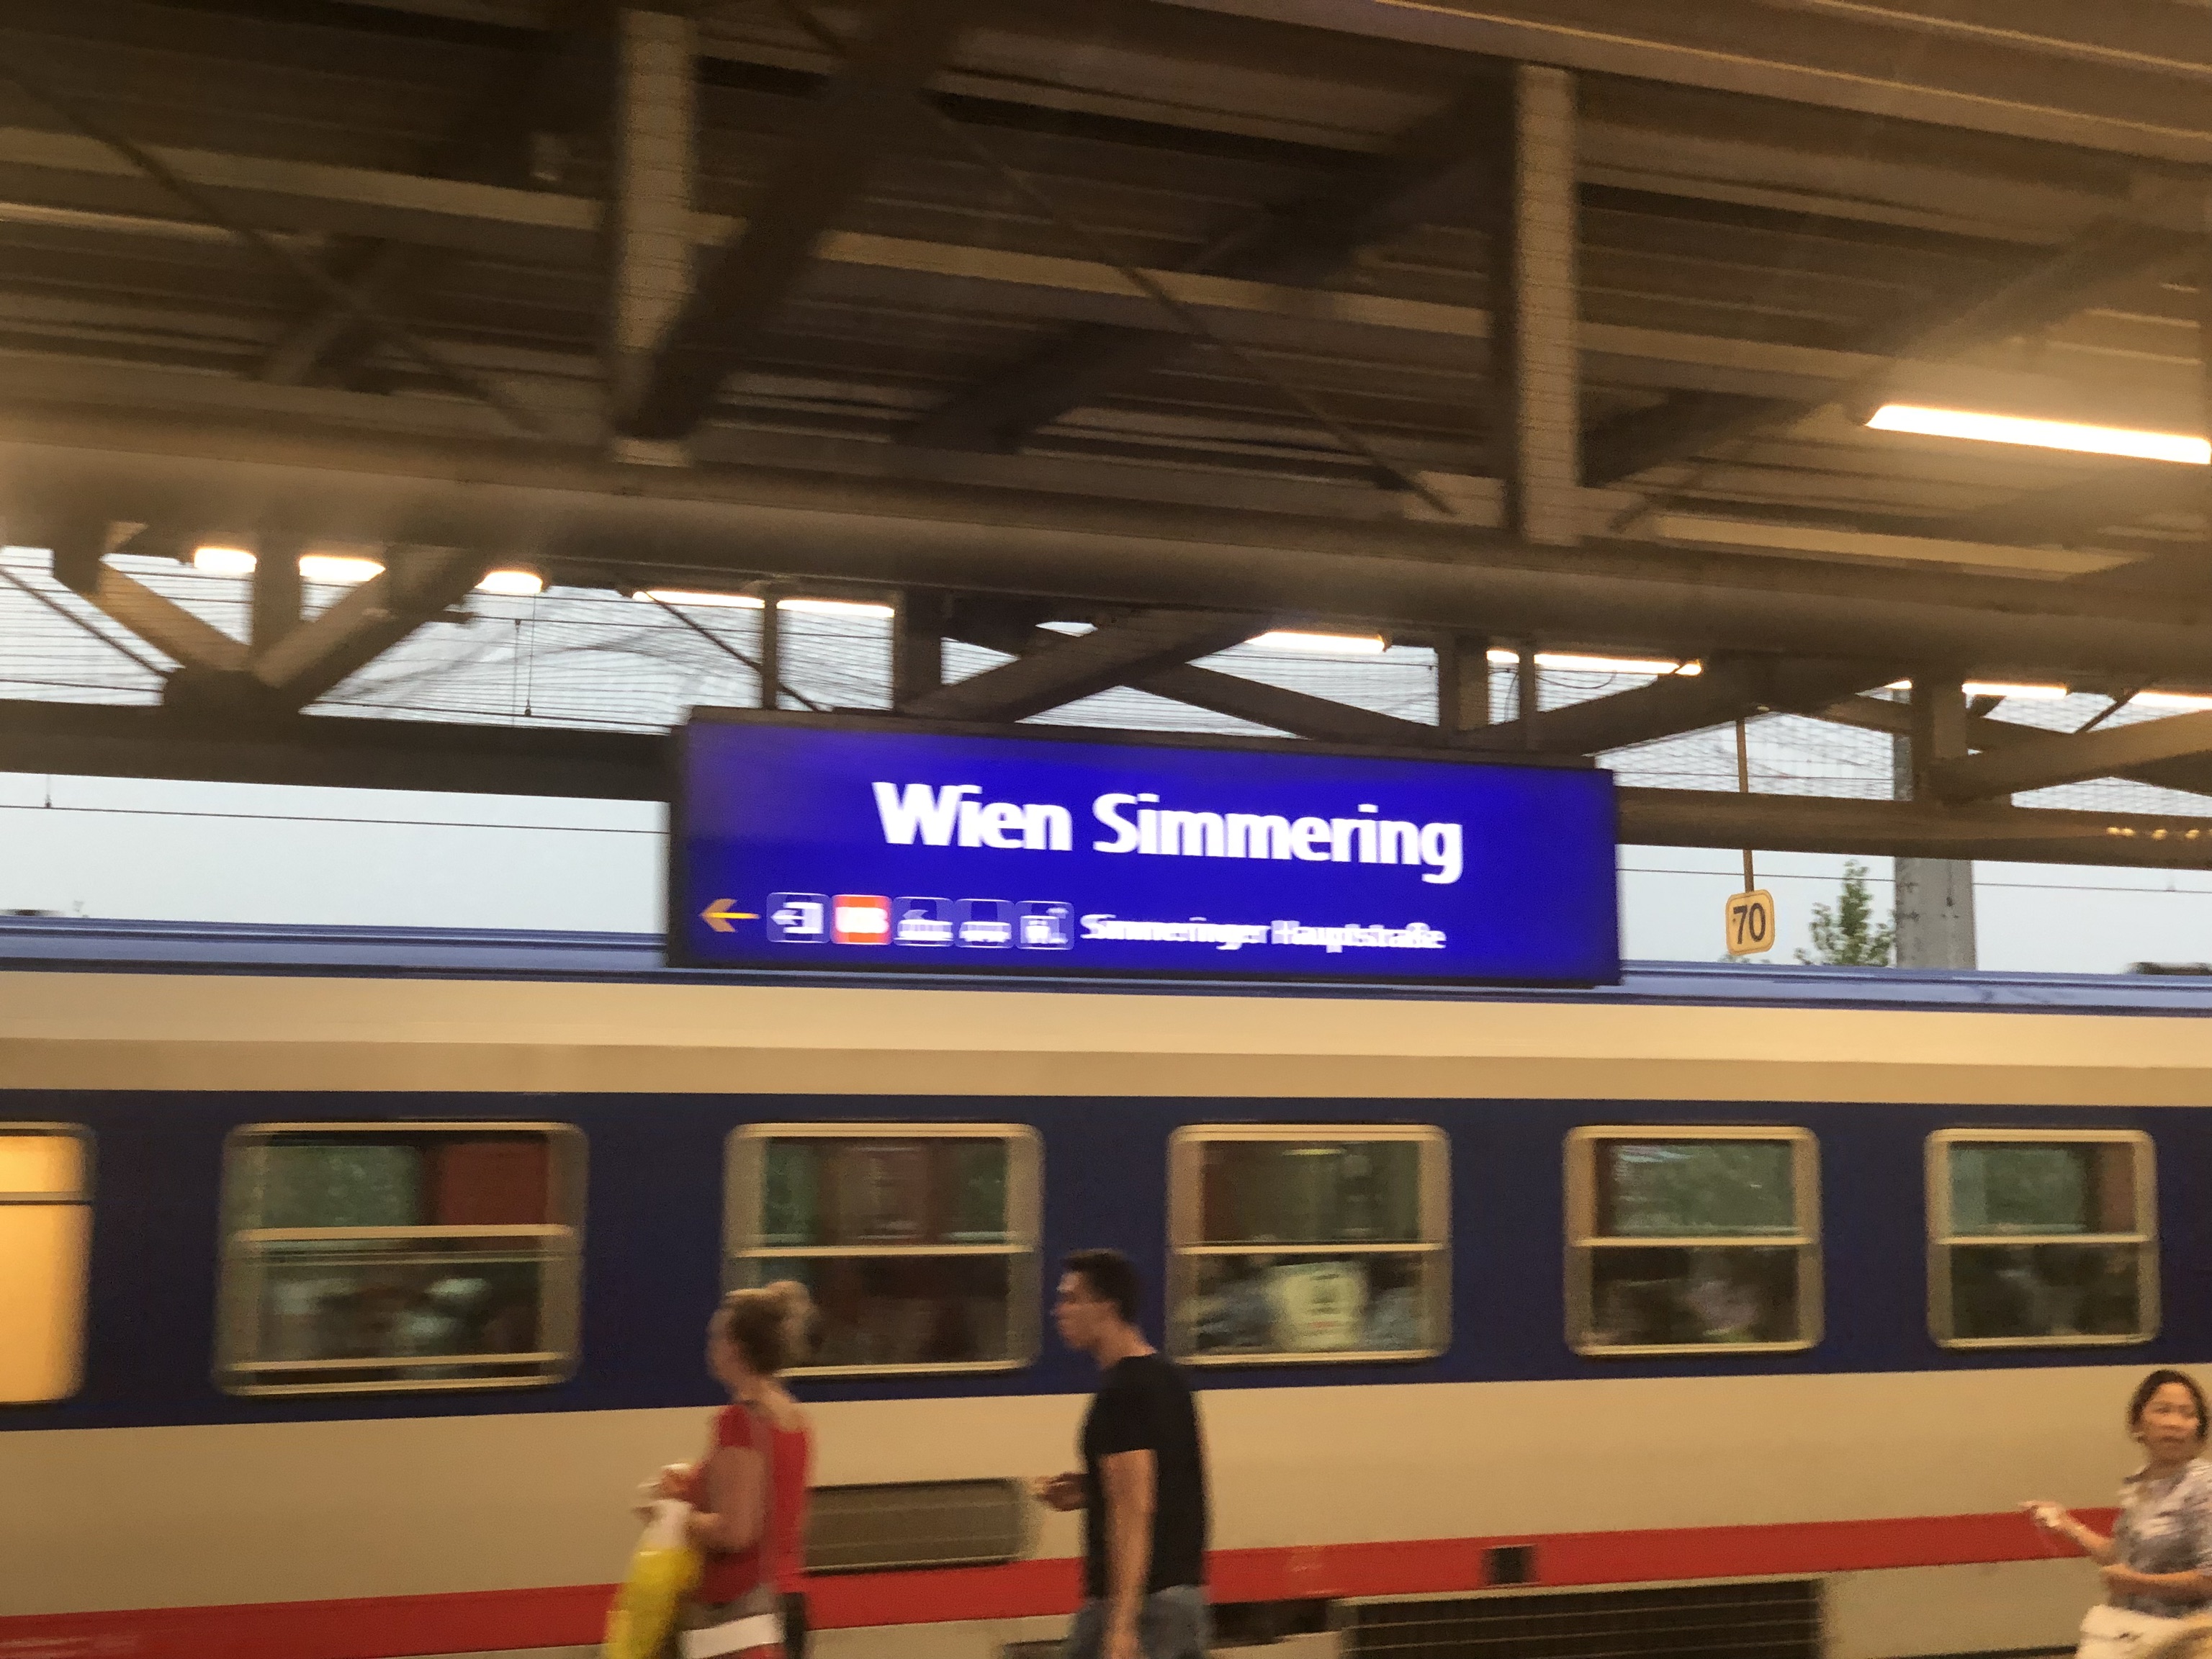 Wien Simmering
Simmeringer Hauptstraße
70